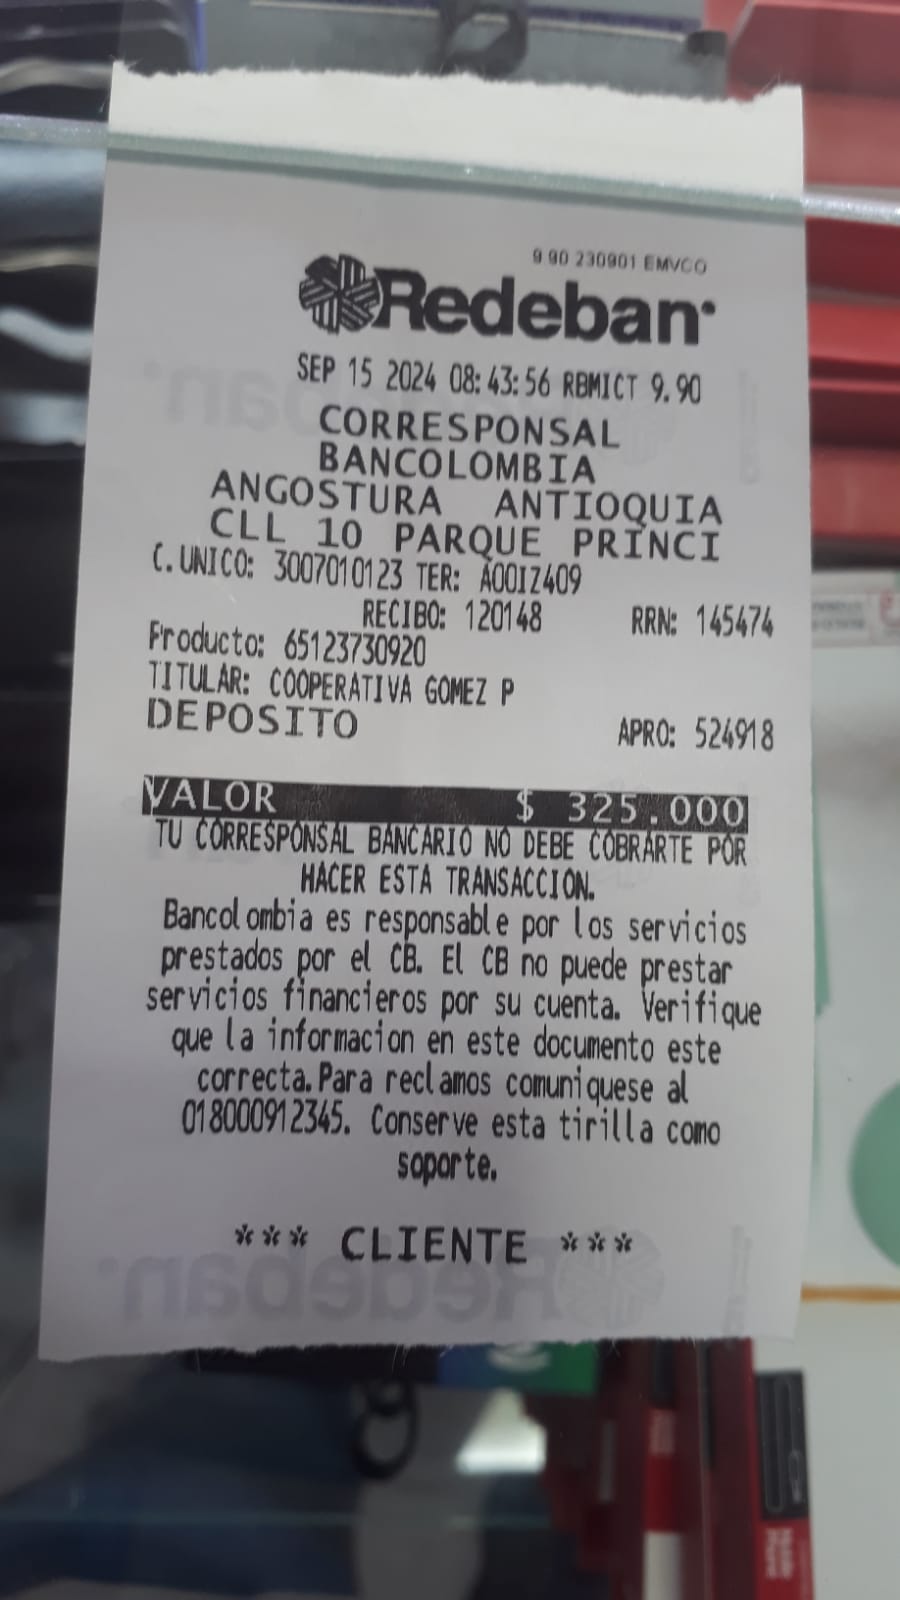 9.90 230901 EMVCO
Redeban
SEP 15 2024 08:43:56 RBMICT 9.90
CORRESPONSAL
BANCOLOMBIA
ANGOSTURA ANTIOQUIA
CLL 10 PARQUE PRINCI
C.UNICO: 3007010123 TER: A00IZ409
RECIBO: 120148 RRN: 145474
Producto: 65123730920
TITULAR: COOPERATIVA GOMEZ P
DEPOSITO APRO: 524918
VALOR $ 325.000
TU CORRESPONSAL BANCARIO NO DEBE COBRARTE POR
HACER ESTA TRANSACCION.
Bancolombia es responsable por los servicios
prestados por el CB. El CB no puede prestar
servicios financieros por su cuenta. Verifique
que la informacion en este documento este
correcta.Para reclamos comuniquese al
018000912345. Conserve esta tirilla como
soporte.
*** CLIENTE ***